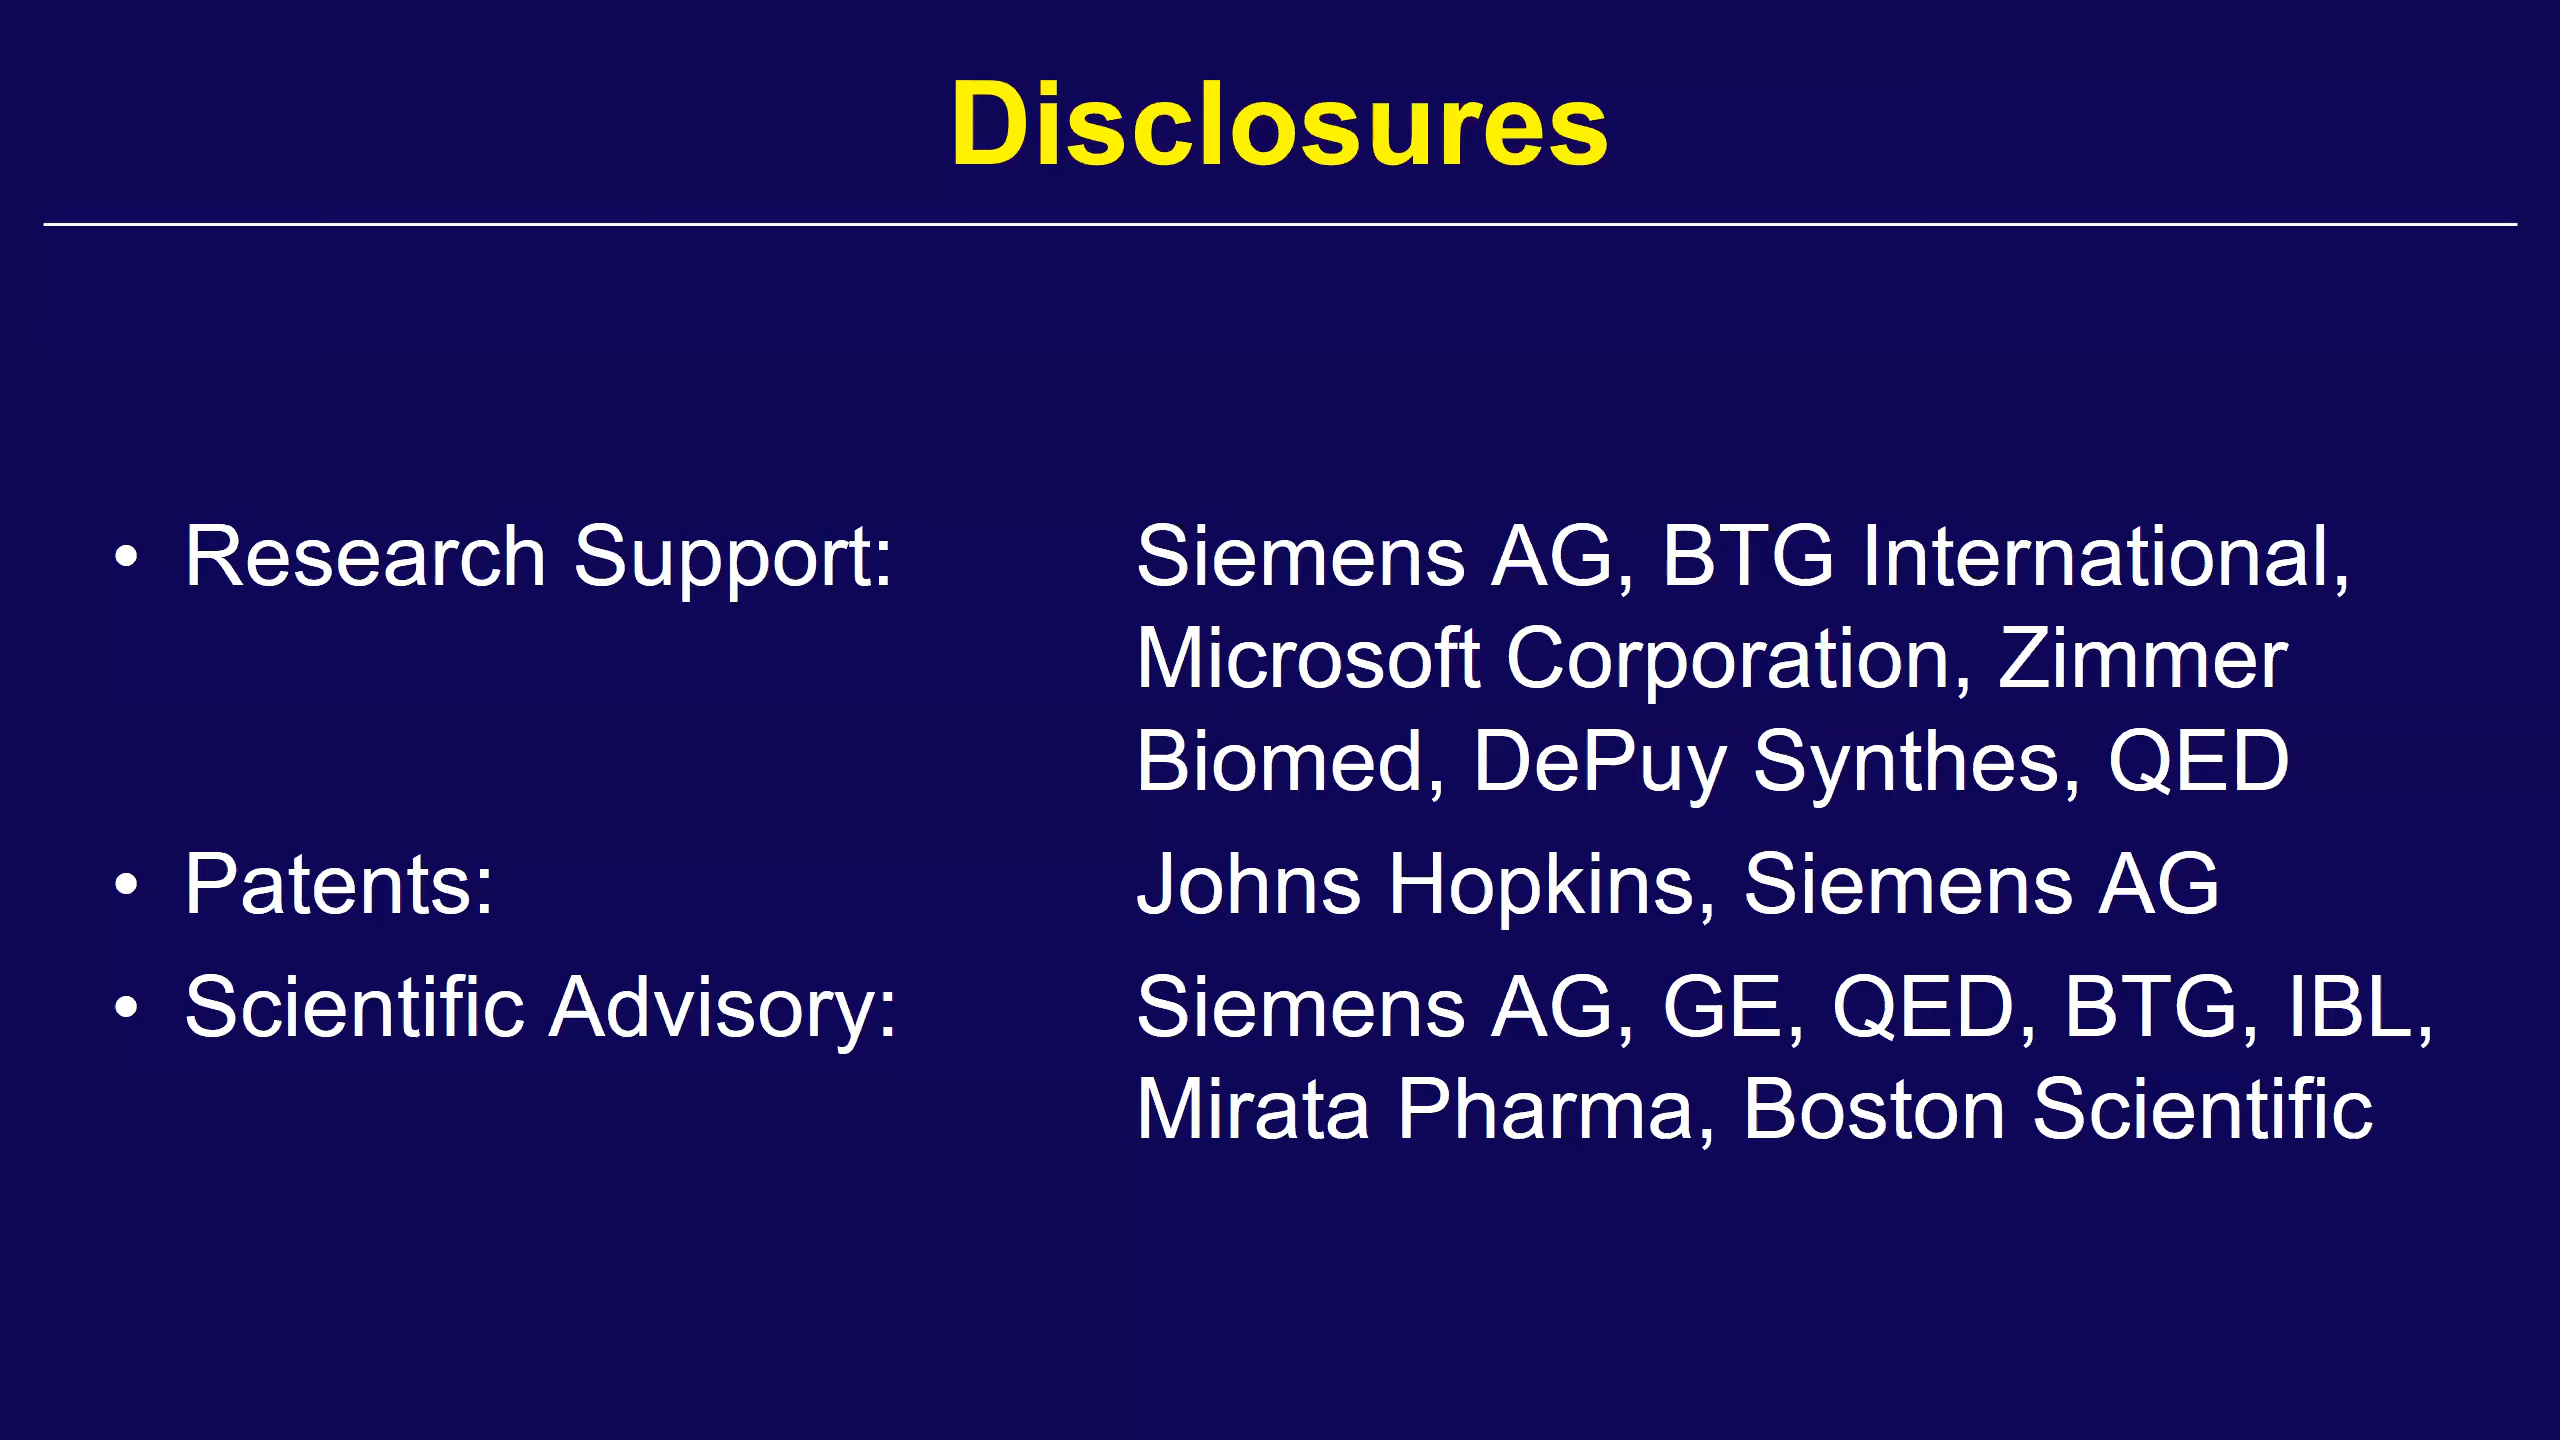 Disclosures
• Research Support: Siemens AG, BTG International,
Microsoft Corporation, Zimmer
Biomed, DePuy Synthes, QED
• Patents: Johns Hopkins, Siemens AG
• Scientific Advisory: Siemens AG, GE, QED, BTG, IBL,
Mirata Pharma, Boston Scientific